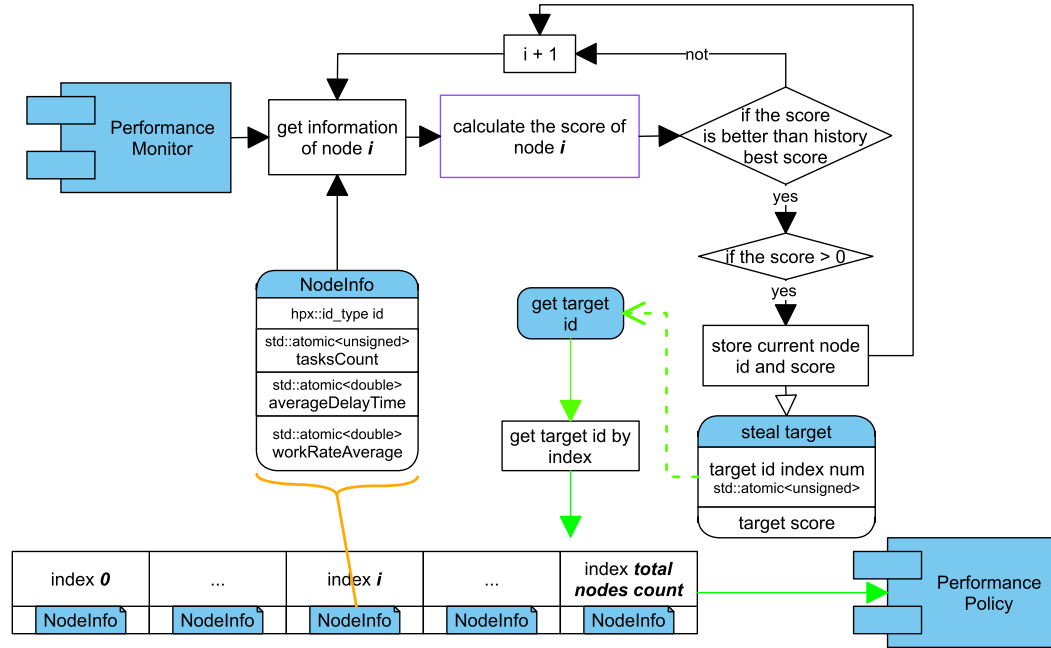 i + 1
not
Performance
Monitor
get information
of node i
calculate the score of
node i
if the score
is better than history
best score
yes
if the score > 0
yes
store current node
id and score
NodeInfo
hpx::id_type id
std::atomic<unsigned>
tasksCount
std::atomic<double>
averageDelayTime
std::atomic<double>
workRateAverage
get target
id
get target id by
index
steal target
target id index num
std::atomic<unsigned>
target score
index 0
...
index i
...
index total
nodes count
NodeInfo
NodeInfo
NodeInfo
NodeInfo
NodeInfo
Performance
Policy